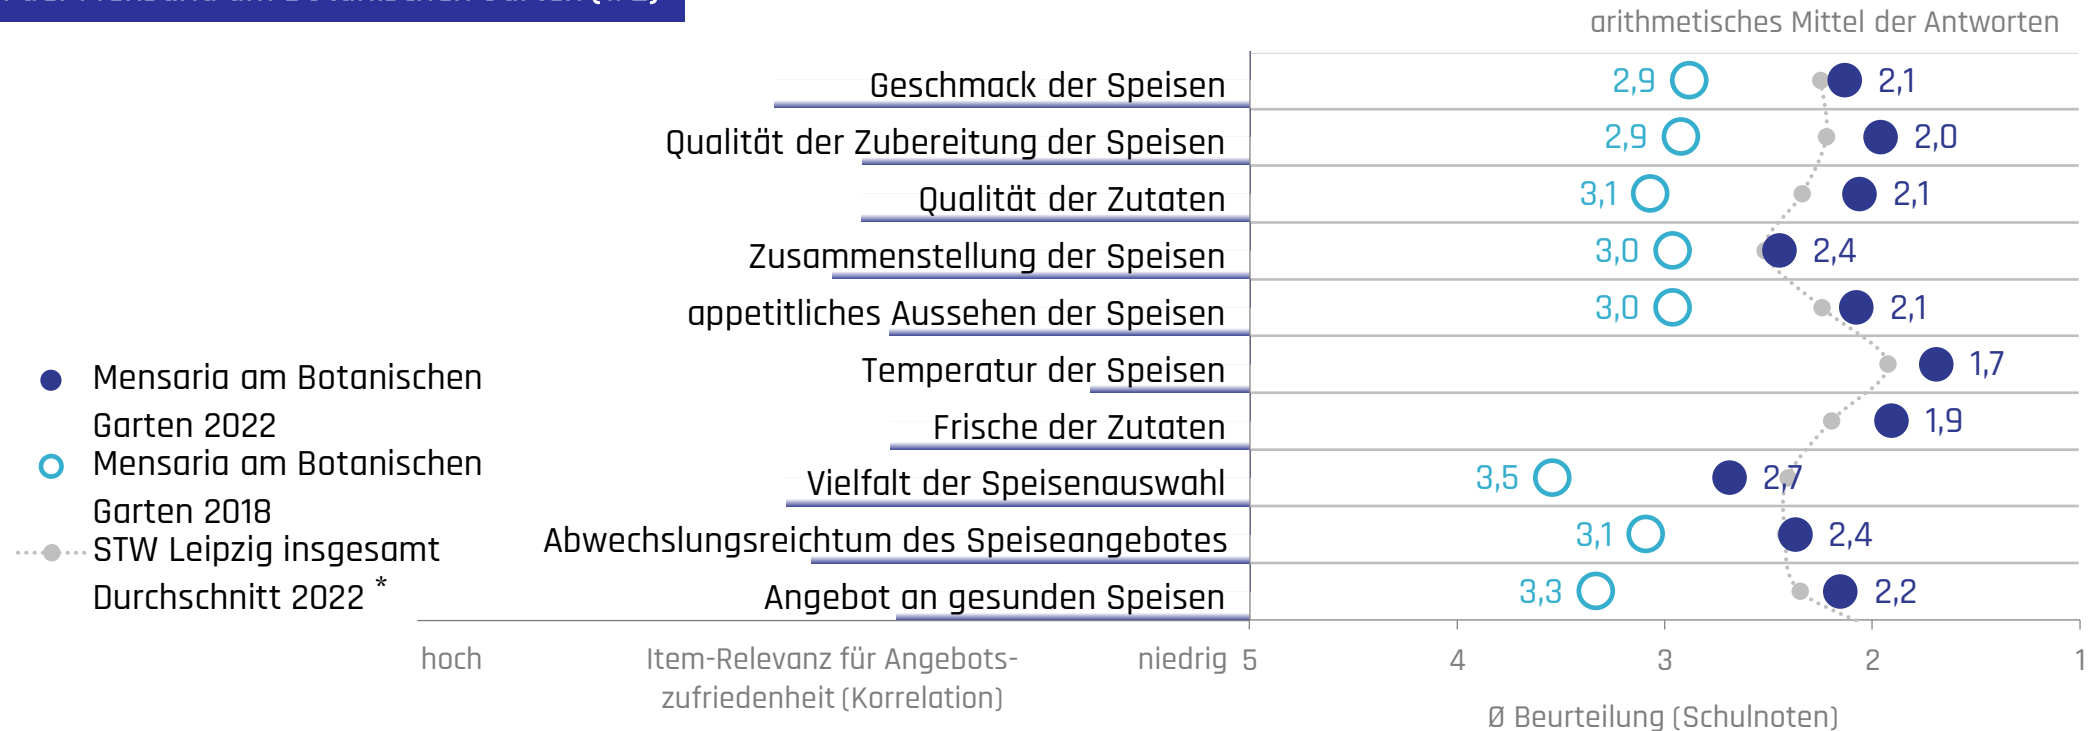 arithmetisches Mittel der Antworten
Geschmack der Speisen 2,9 2,1
Qualität der Zubereitung der Speisen 2,9 2,0
Qualität der Zutaten 3,1 2,1
Zusammenstellung der Speisen 3,0 2,4
appetitliches Aussehen der Speisen 3,0 2,1
Temperatur der Speisen 1,7
Frische der Zutaten 1,9
Vielfalt der Speisenauswahl 3,5 2,7
Abwechslungsreichtum des Speiseangebotes 3,1 2,4
Angebot an gesunden Speisen 3,3 2,2
Mensaria am Botanischen
Garten 2022
Mensaria am Botanischen
Garten 2018
STW Leipzig insgesamt
Durchschnitt 2022 *
hoch Item-Relevanz für Angebots- niedrig 5 4 3 2 1
zufriedenheit (Korrelation)
Ø Beurteilung (Schulnoten)